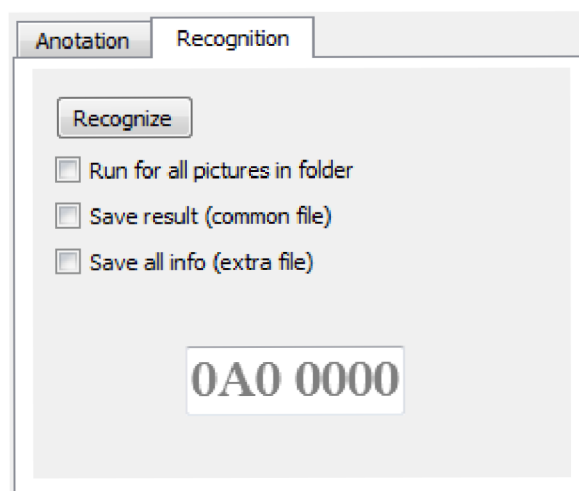 Anotation Recognition
Recognize
Run for all pictures in folder
Save result (common file)
Save all info (extra file)
0A0 0000